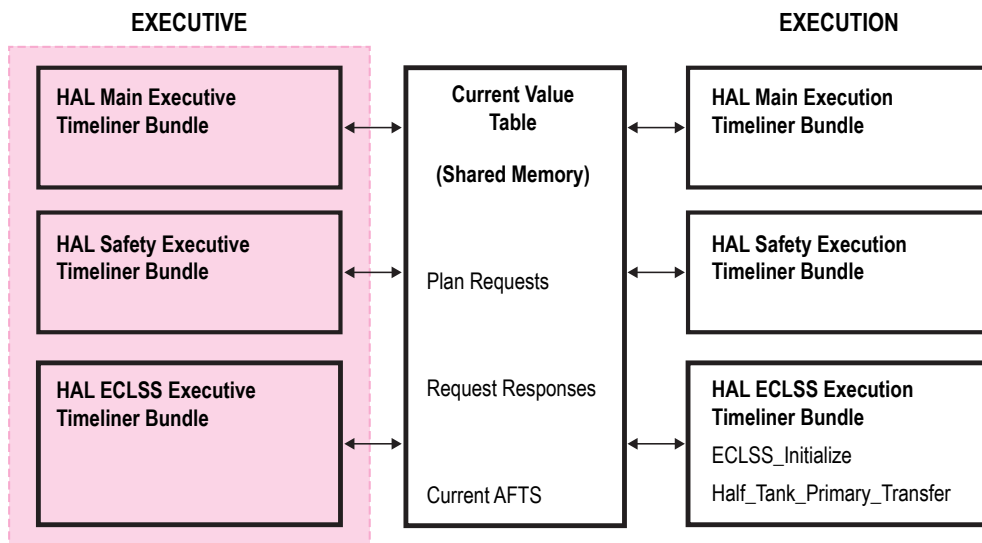 EXECUTIVE
EXECUTION
HAL Main Executive
Timeliner Bundle
HAL Safety Executive
Timeliner Bundle
HAL ECLSS Executive
Timeliner Bundle
Current Value
Table
(Shared Memory)
Plan Requests
Request Responses
Current AFTS
HAL Main Execution
Timeliner Bundle
HAL Safety Execution
Timeliner Bundle
HAL ECLSS Execution
Timeliner Bundle
ECLSS_Initialize
Half_Tank_Primary_Transfer